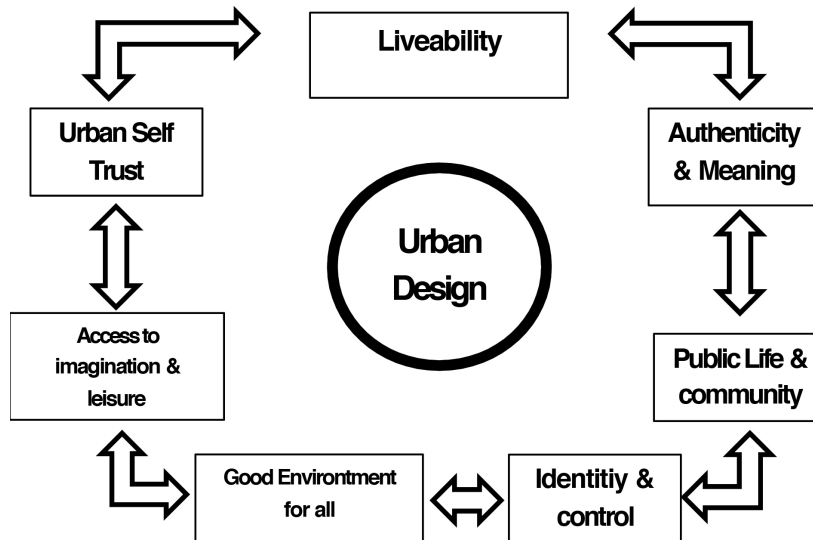 Liveability
Urban Self
Trust
Authenticity
& Meaning
Urban
Design
Access to
imagination &
leisure
Public Life &
community
Good Environtment
for all
Identitiy &
control